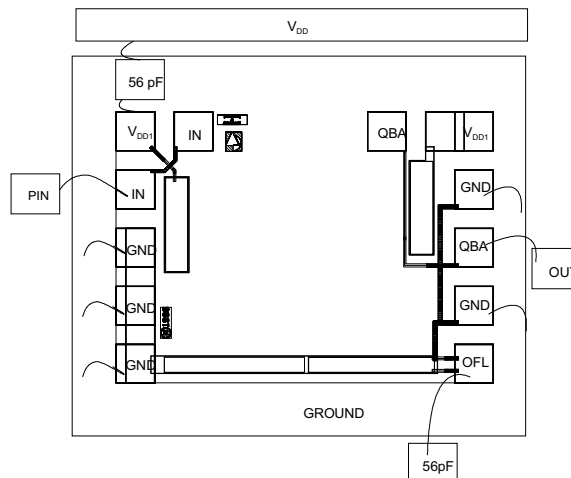 VDD
56 pF
VDD1
IN
QBA
VDD1
IN
PIN
GND
GND
QBA
OUT
GND
GND
GND
OFL
GND
GROUND
56pF